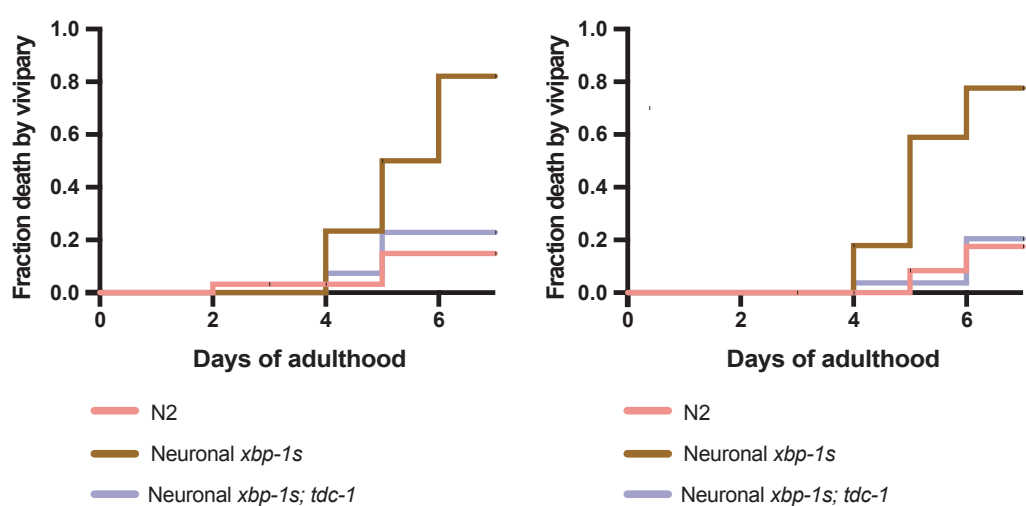 Fraction death by vivipary
1.0
0.8
0.6
0.4
0.2
0.0
0 2 4 6
Days of adulthood
N2
Neuronal xbp-1s
Neuronal xbp-1s; tdc-1
Fraction death by vivipary
1.0
0.8
0.6
0.4
0.2
0.0
0 2 4 6
Days of adulthood
N2
Neuronal xbp-1s
Neuronal xbp-1s; tdc-1